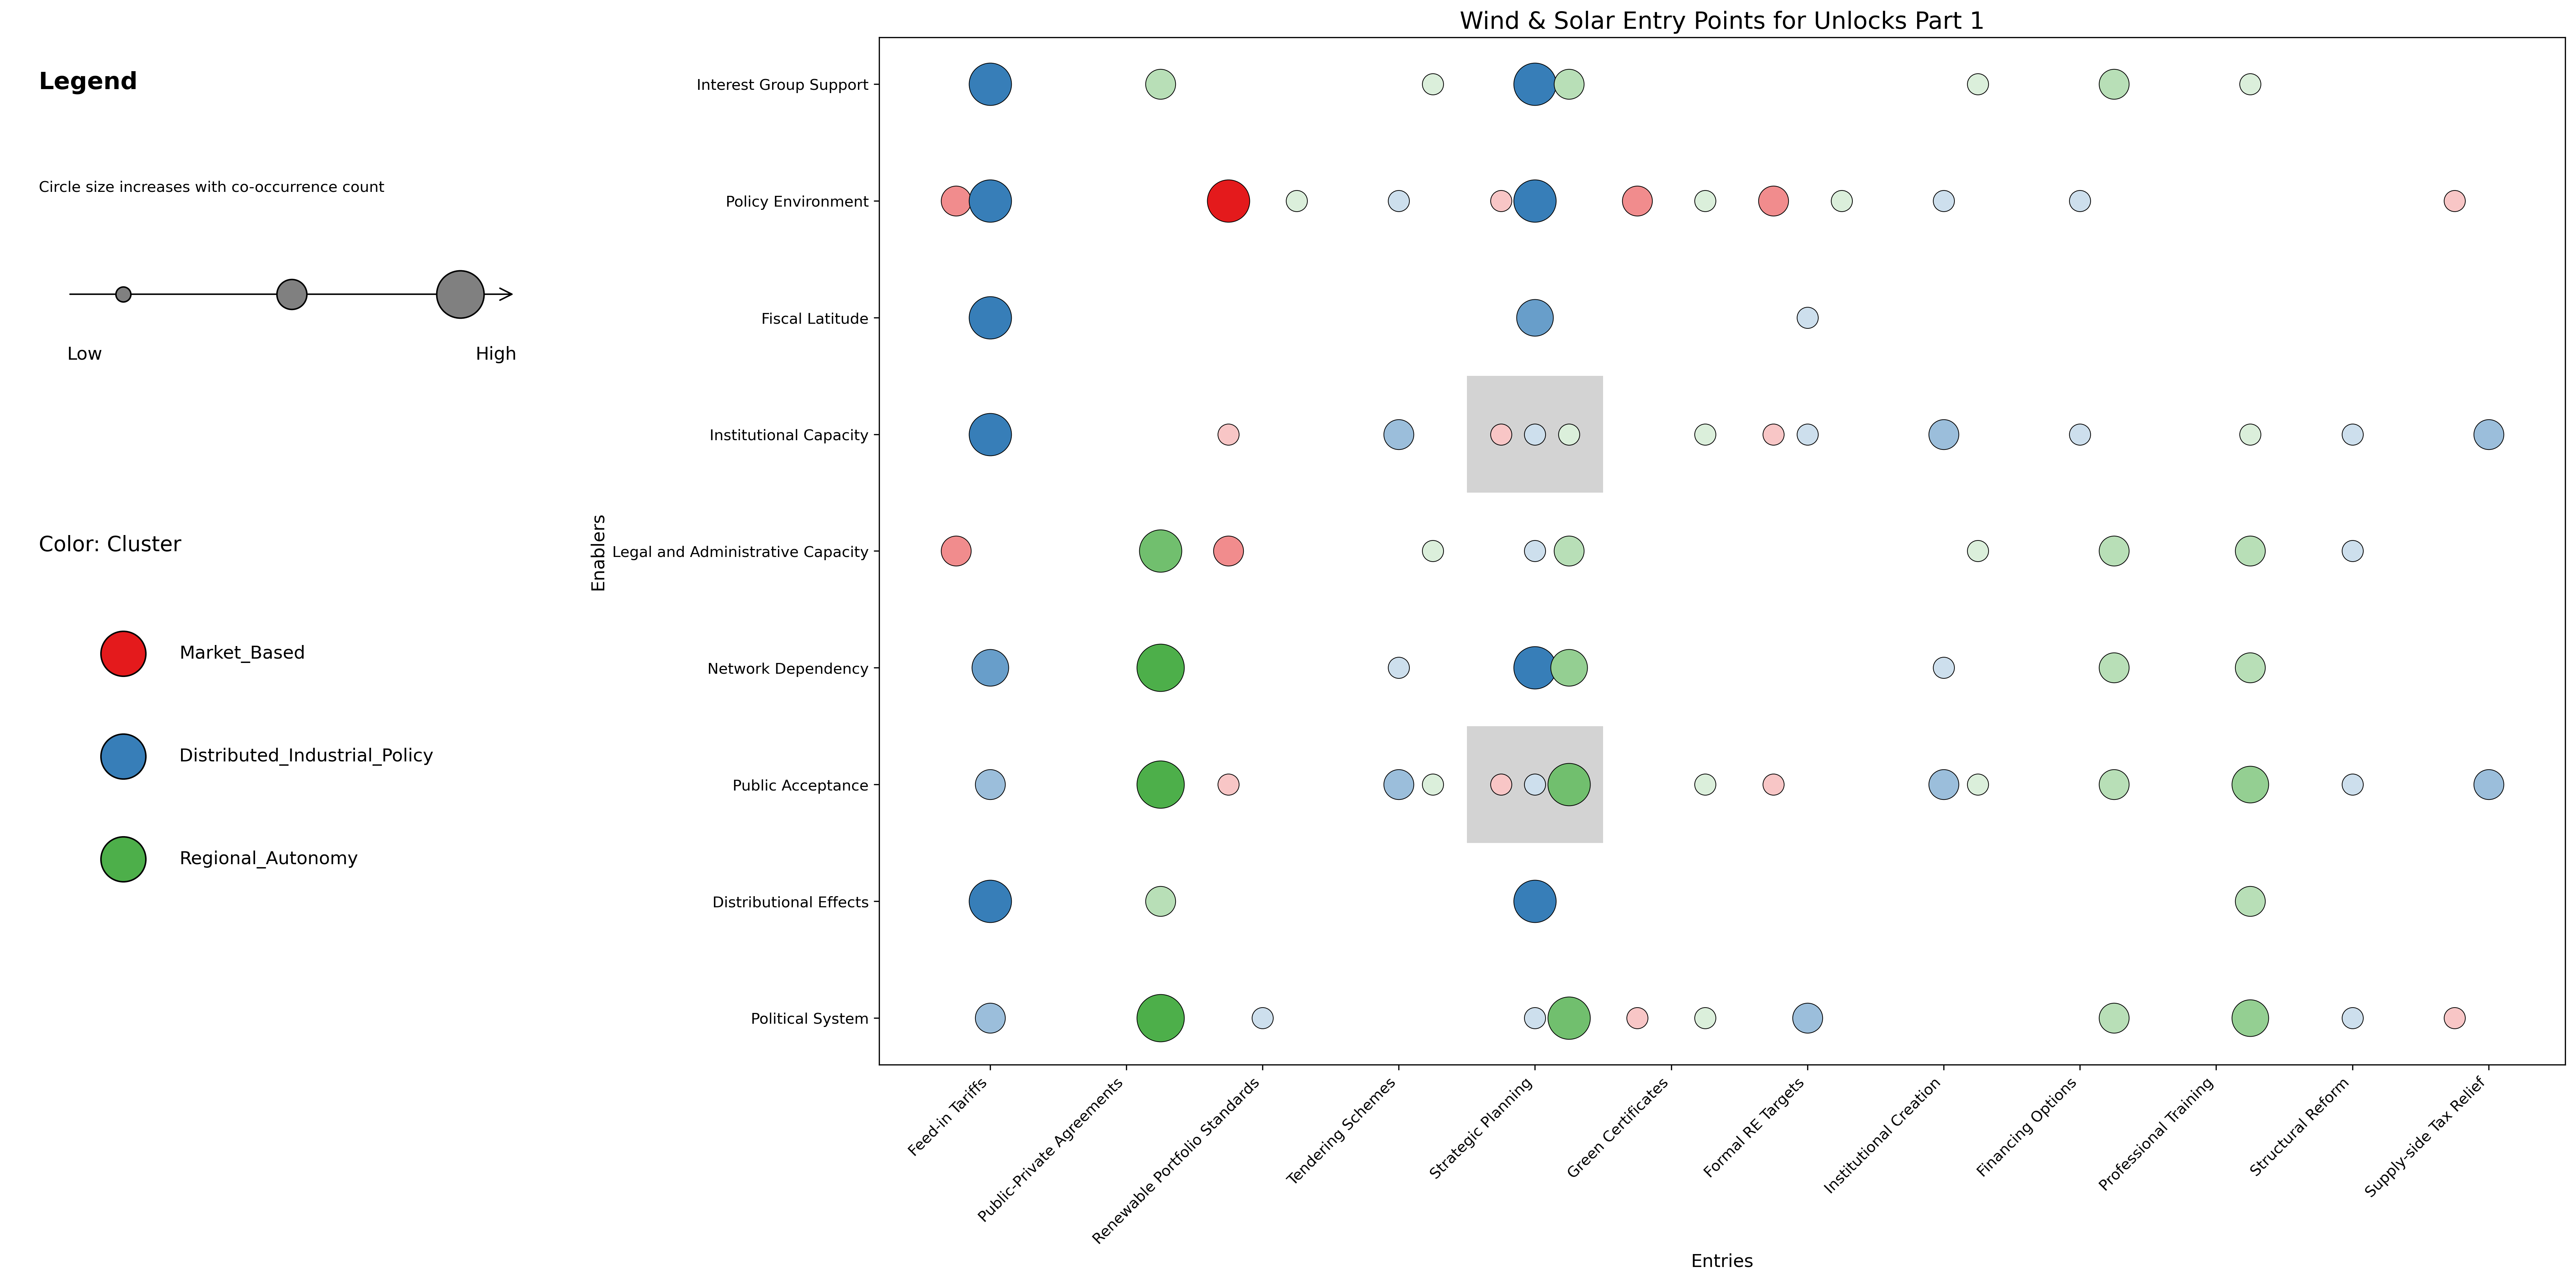 Wind & Solar Entry Points for Unlocks Part 1
Legend
Circle size increases with co-occurrence count
Low
High
Color: Cluster
Market_Based
Distributed_Industrial_Policy
Regional_Autonomy
Enablers
Interest Group Support
Policy Environment
Fiscal Latitude
Institutional Capacity
Legal and Administrative Capacity
Network Dependency
Public Acceptance
Distributional Effects
Political System
Feed-in Tariffs
Public-Private Agreements
Renewable Portfolio Standards
Tendering Schemes
Strategic Planning
Green Certificates
Formal RE Targets
Institutional Creation
Financing Options
Professional Training
Structural Reform
Supply-side Tax Relief
Entries